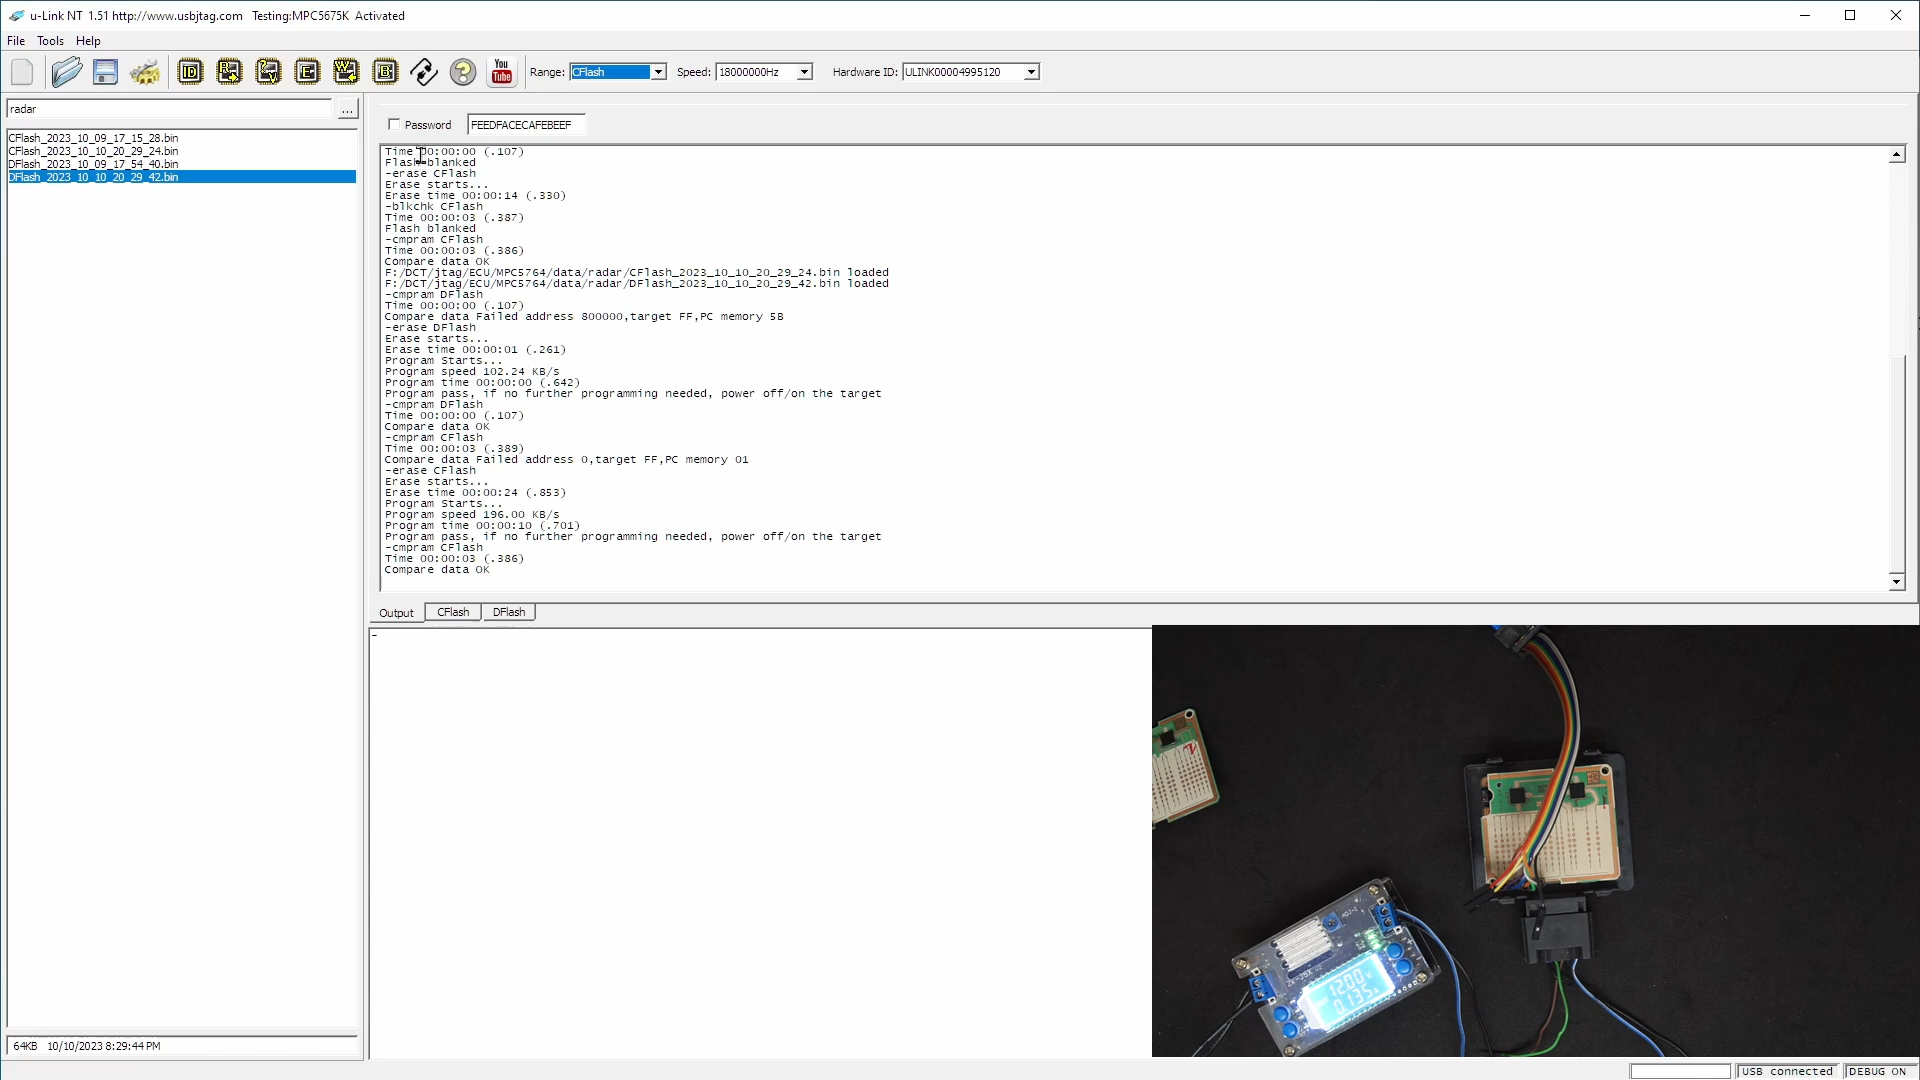 u-Link NT 1.51 http://www.usbjtag.com Testing:MPC5675K Activated
File Tools Help
ID R V E W B ? You Tube Range: CFlash Speed: 18000000Hz Hardware ID: ULINK00004995120
radar ...
CFlash_2023_10_09_17_15_28.bin
CFlash_2023_10_10_20_29_24.bin
DFlash_2023_10_09_17_54_40.bin
DFlash_2023_10_10_20_29_42.bin
64KB 10/10/2023 8:29:44 PM
Password FEEDFACECAFEBEEF
Time 00:00:00 (.107)
Flash blanked
-erase CFlash
Erase starts...
Erase time 00:00:14 (.330)
-blkchk CFlash
Time 00:00:03 (.387)
Flash blanked
-cmpram CFlash
Time 00:00:03 (.386)
Compare data OK
F:/DCT/jtag/ECU/MPC5764/data/radar/CFlash_2023_10_10_20_29_24.bin loaded
F:/DCT/jtag/ECU/MPC5764/data/radar/DFlash_2023_10_10_20_29_42.bin loaded
-cmpram DFlash
Time 00:00:00 (.107)
Compare data Failed address 800000,target FF,PC memory 5B
-erase DFlash
Erase starts...
Erase time 00:00:01 (.261)
Program Starts...
Program speed 102.24 KB/s
Program time 00:00:00 (.642)
Program pass, if no further programming needed, power off/on the target
-cmpram DFlash
Time 00:00:00 (.107)
Compare data OK
-cmpram CFlash
Time 00:00:03 (.389)
Compare data Failed address 0,target FF,PC memory 01
-erase CFlash
Erase starts...
Erase time 00:00:24 (.853)
Program Starts...
Program speed 196.00 KB/s
Program time 00:00:10 (.701)
Program pass, if no further programming needed, power off/on the target
-cmpram CFlash
Time 00:00:03 (.386)
Compare data OK
Output CFlash DFlash
-
12.00 V
0.135 A
USB connected DEBUG ON